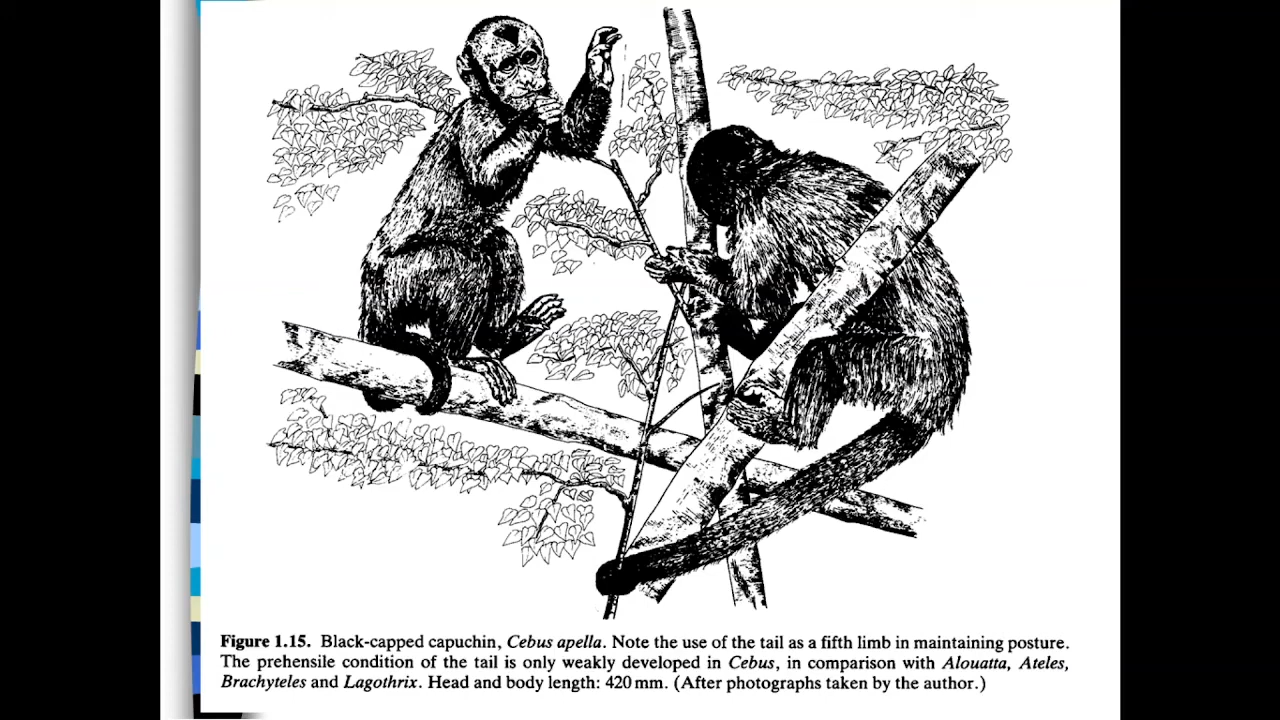 Figure 1.15. Black-capped capuchin, Cebus apella. Note the use of the tail as a fifth limb in maintaining posture.
The prehensile condition of the tail is only weakly developed in Cebus, in comparison with Alouatta, Ateles,
Brachyteles and Lagothrix. Head and body length: 420 mm. (After photographs taken by the author.)